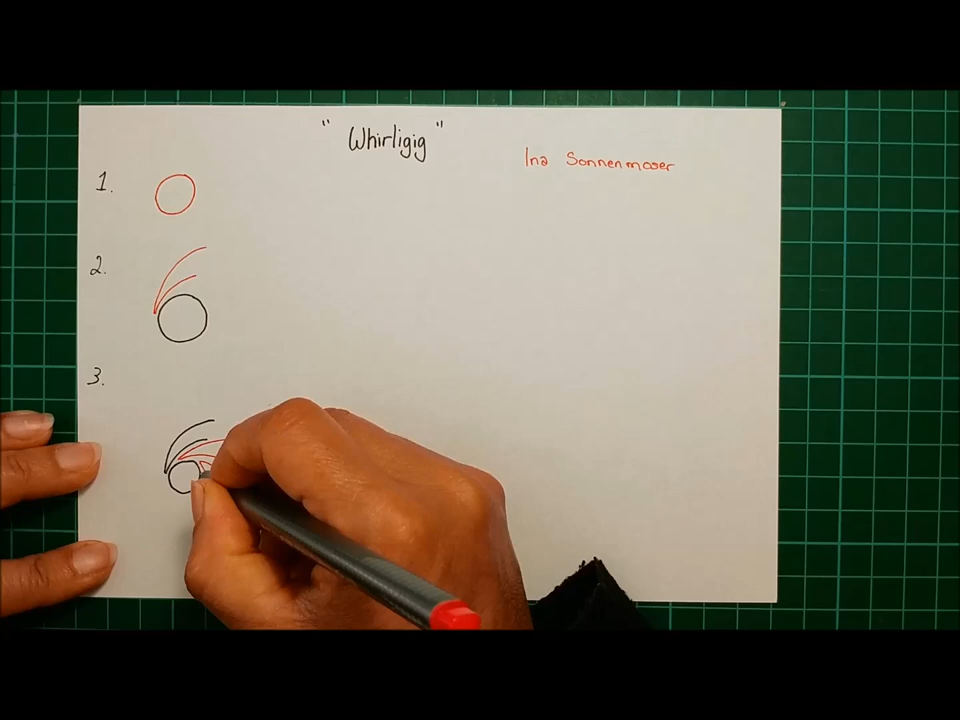 " Whirligig "
Ina Sonnenmoser
1.
2.
3.